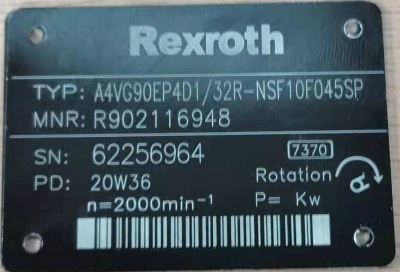 Rexroth
TYP: A4VG90EP4D1/32R-NSF10F045SP
MNR: R902116948
SN: 62256964
7370
PD: 20W36
Rotation R
n=2000min-1 P= Kw